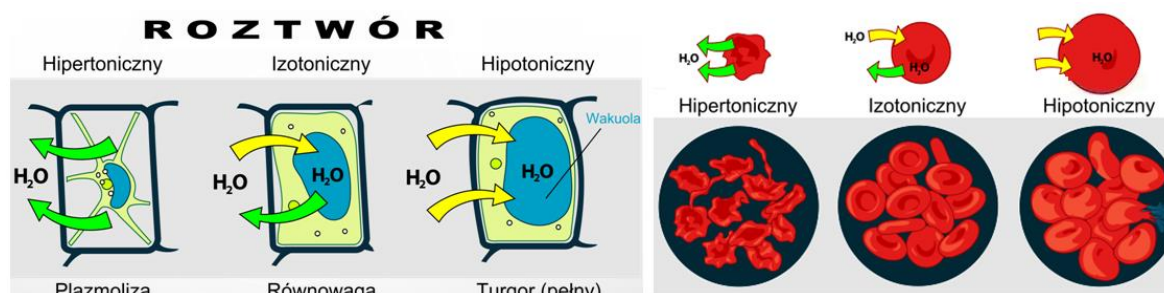 ROZTWÓR
Hipertoniczny
Izotoniczny
Hipotoniczny
H₂O
H₂O
H₂O
H₂O
H₂O
Wakuola
Plazmoliza
Równowaga
Turgor (pełny)
H₂O
H₂O
H₂O
H₂O
H₂O
Hipertoniczny
Izotoniczny
Hipotoniczny